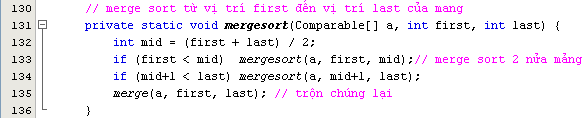 130 // merge sort từ vị trí first đến vị trí last của mang
131 private static void mergesort(Comparable[] a, int first, int last) {
132 int mid = (first + last) / 2;
133 if (first < mid)  mergesort(a, first, mid);// merge sort 2 nửa mảng
134 if (mid+1 < last) mergesort(a, mid+1, last);
135 merge(a, first, last); // trộn chúng lại
136 }